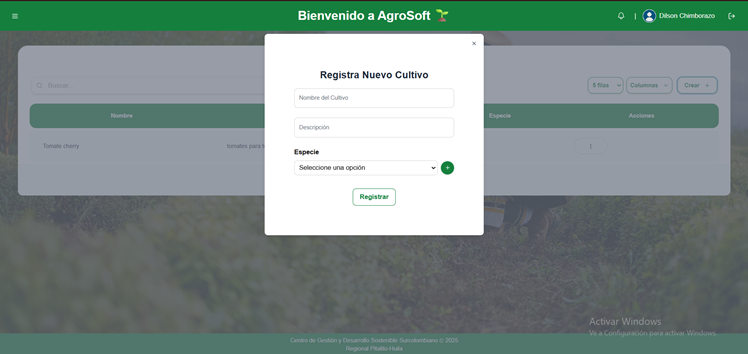 Bienvenido a AgroSoft
| Dilson Chimborazo
×
Registra Nuevo Cultivo
Buscar
5 filas
Columnas
Crear +
Nombre del Cultivo
Nombre
Especie
Acciones
Descripción
Tomate cherry
tomates para
Especie
Seleccione una opción
+
Registrar
Activar Windows
Ve a Configuración para activar Windows.
Centro de Gestión y Desarrollo Sostenible Surcolombiano © 2025
Regional Pitalito-Huila